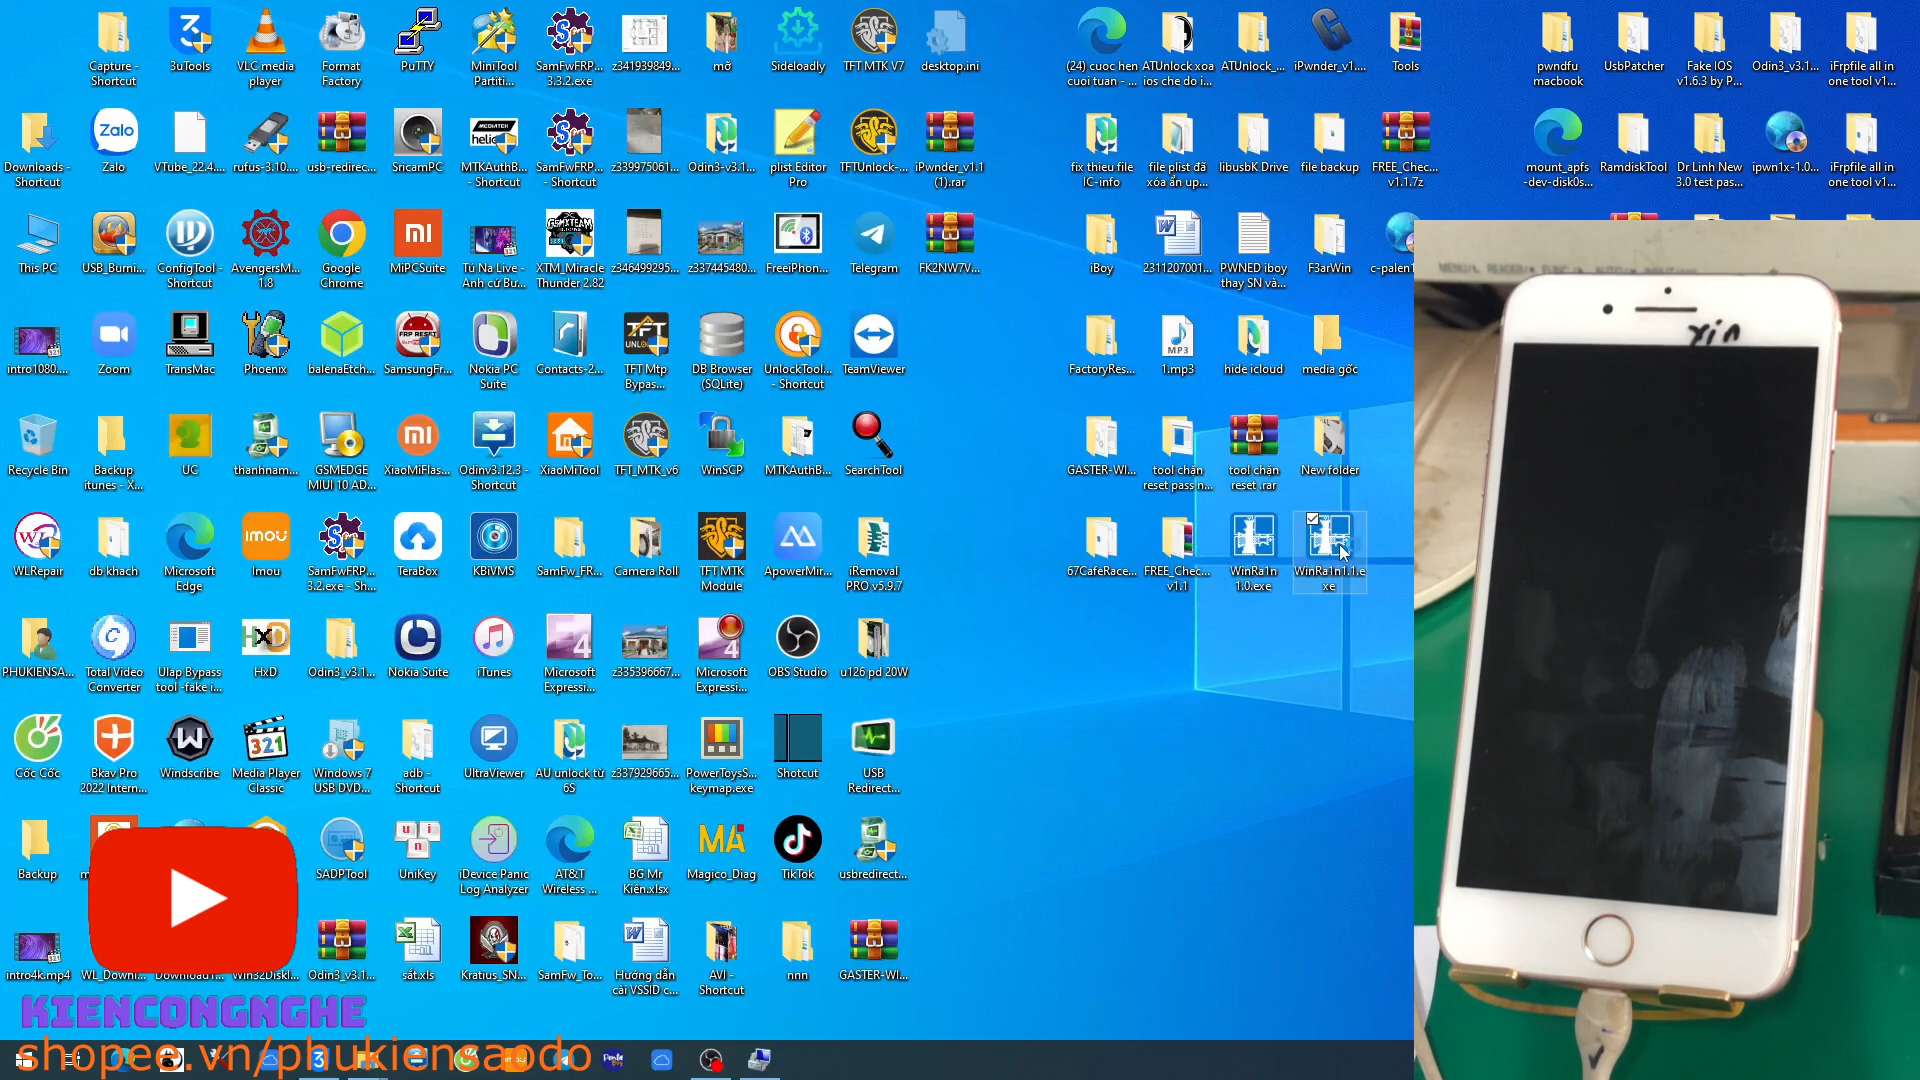 Capture - Shortcut
3uTools
VLC media player
Format Factory
PuTTY
MiniTool Partiti...
SamFwFRP... 3.3.2.exe
z341939849...
mở
Sideloadly
TFT MTK V7
desktop.ini
(24) cuoc hen cuoi tuan - ...
ATUnlock xoa ios che do i...
ATUnlock_...
iPwnder_v1....
Tools
pwndfu macbook
UsbPatcher
Fake IOS v1.6.3 by P...
Odin3_v3.1...
iFrpfile all in one tool v1...
Downloads - Shortcut
Zalo
VTube_22.4....
rufus-3.10....
usb-redirec...
SricamPC
MTKAuthB... - Shortcut
SamFwFRP... - Shortcut
z339975061...
Odin3-v3.1...
plist Editor Pro
TFTUnlock-...
iPwnder_v1.1 (1).rar
fix thieu file IC-info
file plist đã xóa ẩn up...
libusbK Drive
file backup
FREE_Chec... v1.1.7z
mount_apfs -dev-disk0s...
RamdiskTool
Dr Linh New 3.0 test pas...
ipwn1x-1.0....
iFrpfile all in one tool v1...
This PC
USB_Burni...
ConfigTool - Shortcut
AvengersM... 1.8
Google Chrome
MiPCSuite
Tú Na Live - Anh cứ Bư...
XTM_Miracle Thunder 2.82
z346499295...
z337445480...
FreeiPhon...
Telegram
FK2NW7V...
iBoy
2311207001...
PWNED iboy thay SN và...
F3arWin
c-palen1
intro1080....
Zoom
TransMac
Phoenix
balenaEtch...
SamsungFr...
Nokia PC Suite
Contacts-2...
TFT Mtp Bypas...
DB Browser (SQLite)
UnlockTool... - Shortcut
TeamViewer
FactoryRes...
1.mp3
hide icloud
media gốc
Recycle Bin
Backup itunes - X...
UC
thanhnam...
GSMEDGE MIUI 10 AD...
XiaoMiFlas...
Odinv3.12.3 - Shortcut
XiaoMiTool
TFT_MTK_v6
WinSCP
MTKAuthB...
SearchTool
GASTER-WI...
tool chặn reset pass n...
tool chặn reset .rar
New folder
WLRepair
db khach
Microsoft Edge
Imou
SamFwFRP... 3.2.exe - Sh...
TeraBox
KBiVMS
SamFw_FR...
Camera Roll
TFT MTK Module
ApowerMir...
iRemoval PRO v5.9.7
67CafeRace...
FREE_Chec... v1.1
WinRa1n 1.0.exe
WinRa1n1.1.exe
PHUKIENSA...
Total Video Converter
Ulap Bypass tool -fake i...
HxD
Odin3_v3.1...
Nokia Suite
iTunes
Microsoft Expressi...
z335396667...
Microsoft Expressi...
OBS Studio
u126 pd 20W
Cốc Cốc
Bkav Pro 2022 Intern...
Windscribe
Media Player Classic
Windows 7 USB DVD...
adb - Shortcut
UltraViewer
AU unlock từ 6S
z337929665...
PowerToysS... keymap.exe
Shotcut
USB Redirect...
Backup
SADPTool
UniKey
iDevice Panic Log Analyzer
AT&T Wireless ...
BG Mr Kiên.xlsx
Magico_Diag
TikTok
usbredirect...
intro4k.mp4
WL_Downl...
Download1...
Win32DiskI...
Odin3_v3.1...
sắt.xls
Kratius_SN...
SamFw_To...
Hướng dẫn cài VSSID c...
AVI - Shortcut
nnn
GASTER-WI...
KIENCONGNGHE
shopee.vn/phukiensaodo
xin